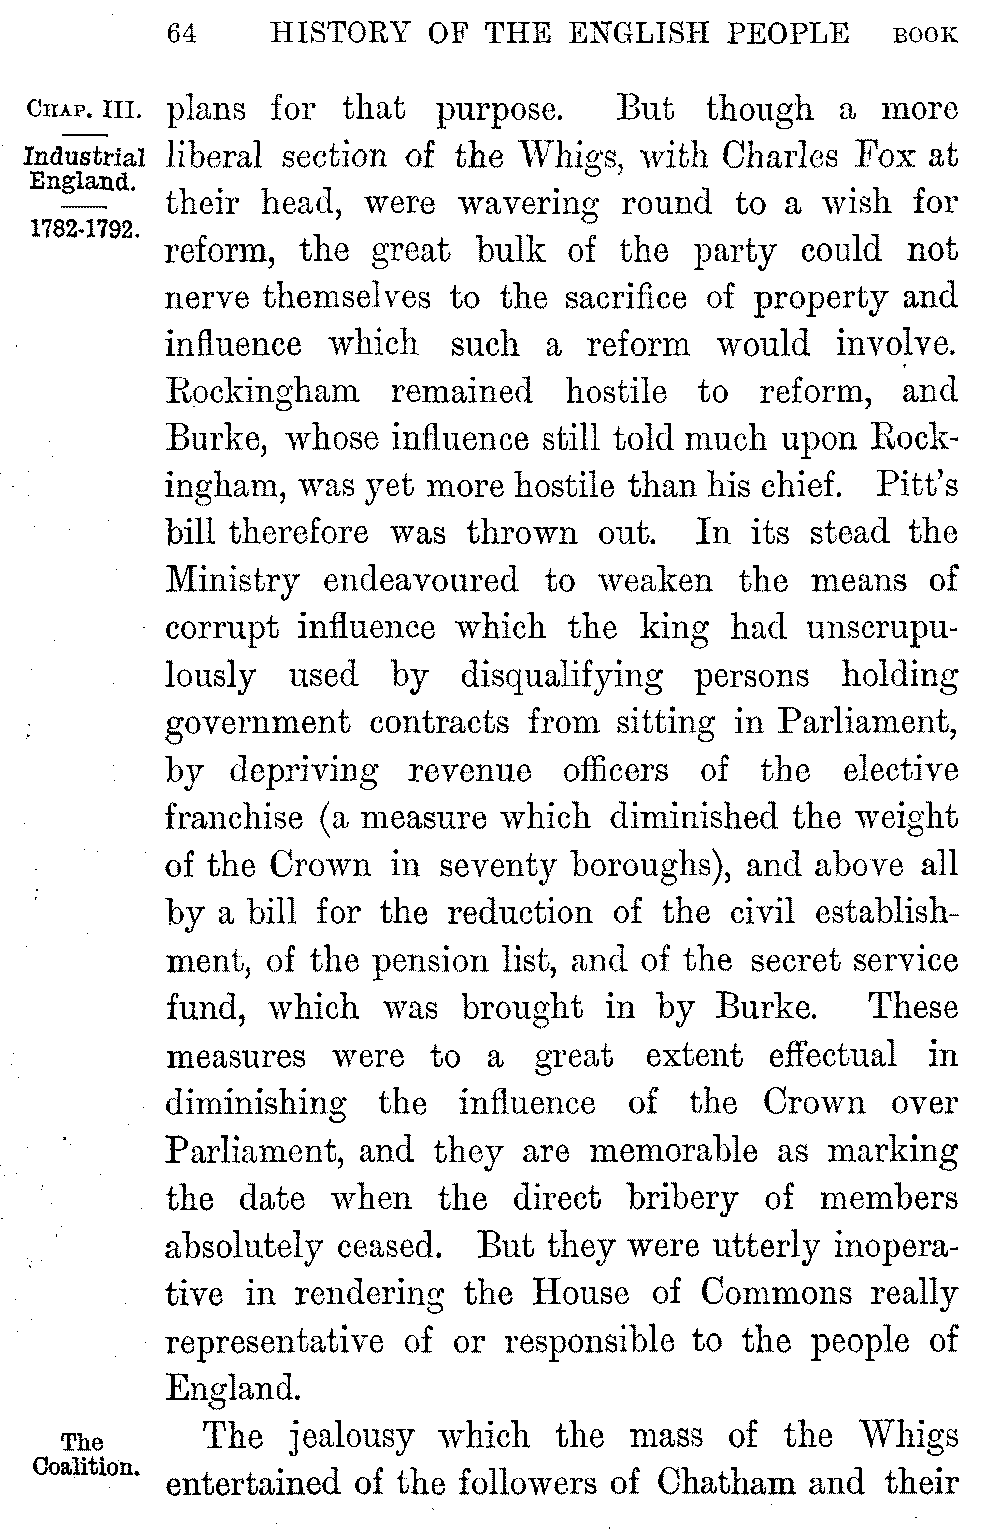 64 HISTORY OF THE ENGLISH PEOPLE BOOK
CHAP. III.
Industrial
England.
1782-1792.
plans for that purpose. But though a more
liberal section of the Whigs, with Charles Fox at
their head, were wavering round to a wish for
reform, the great bulk of the party could not
nerve themselves to the sacrifice of property and
influence which such a reform would involve.
Rockingham remained hostile to reform, and
Burke, whose influence still told much upon Rock-
ingham, was yet more hostile than his chief. Pitt's
bill therefore was thrown out. In its stead the
Ministry endeavoured to weaken the means of
corrupt influence which the king had unscrupu-
lously used by disqualifying persons holding
government contracts from sitting in Parliament,
by depriving revenue officers of the elective
franchise (a measure which diminished the weight
of the Crown in seventy boroughs), and above all
by a bill for the reduction of the civil establish-
ment, of the pension list, and of the secret service
fund, which was brought in by Burke. These
measures were to a great extent effectual in
diminishing the influence of the Crown over
Parliament, and they are memorable as marking
the date when the direct bribery of members
absolutely ceased. But they were utterly inopera-
tive in rendering the House of Commons really
representative of or responsible to the people of
England.
The
Coalition.
The jealousy which the mass of the Whigs
entertained of the followers of Chatham and their